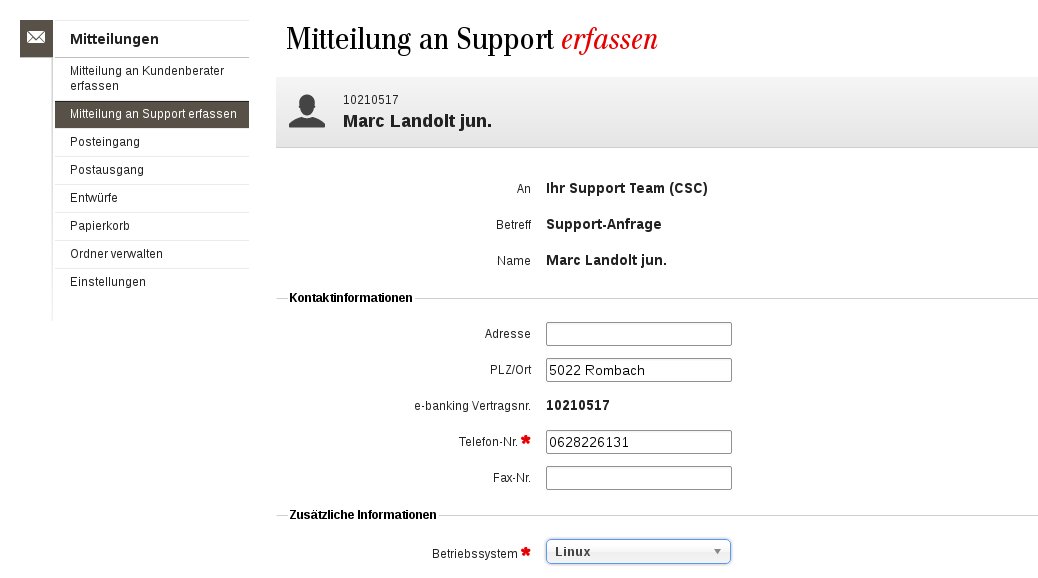 Mitteilungen
Mitteilung an Kundenberater
erfassen
Mitteilung an Support erfassen
Posteingang
Postausgang
Entwürfe
Papierkorb
Ordner verwalten
Einstellungen
Mitteilung an Support erfassen
10210517
Marc Landolt jun.
An Ihr Support Team (CSC)
Betreff Support-Anfrage
Name Marc Landolt jun.
Kontaktinformationen
Adresse
PLZ/Ort 5022 Rombach
e-banking Vertragsnr. 10210517
Telefon-Nr. * 0628226131
Fax-Nr.
Zusätzliche Informationen
Betriebssystem * Linux